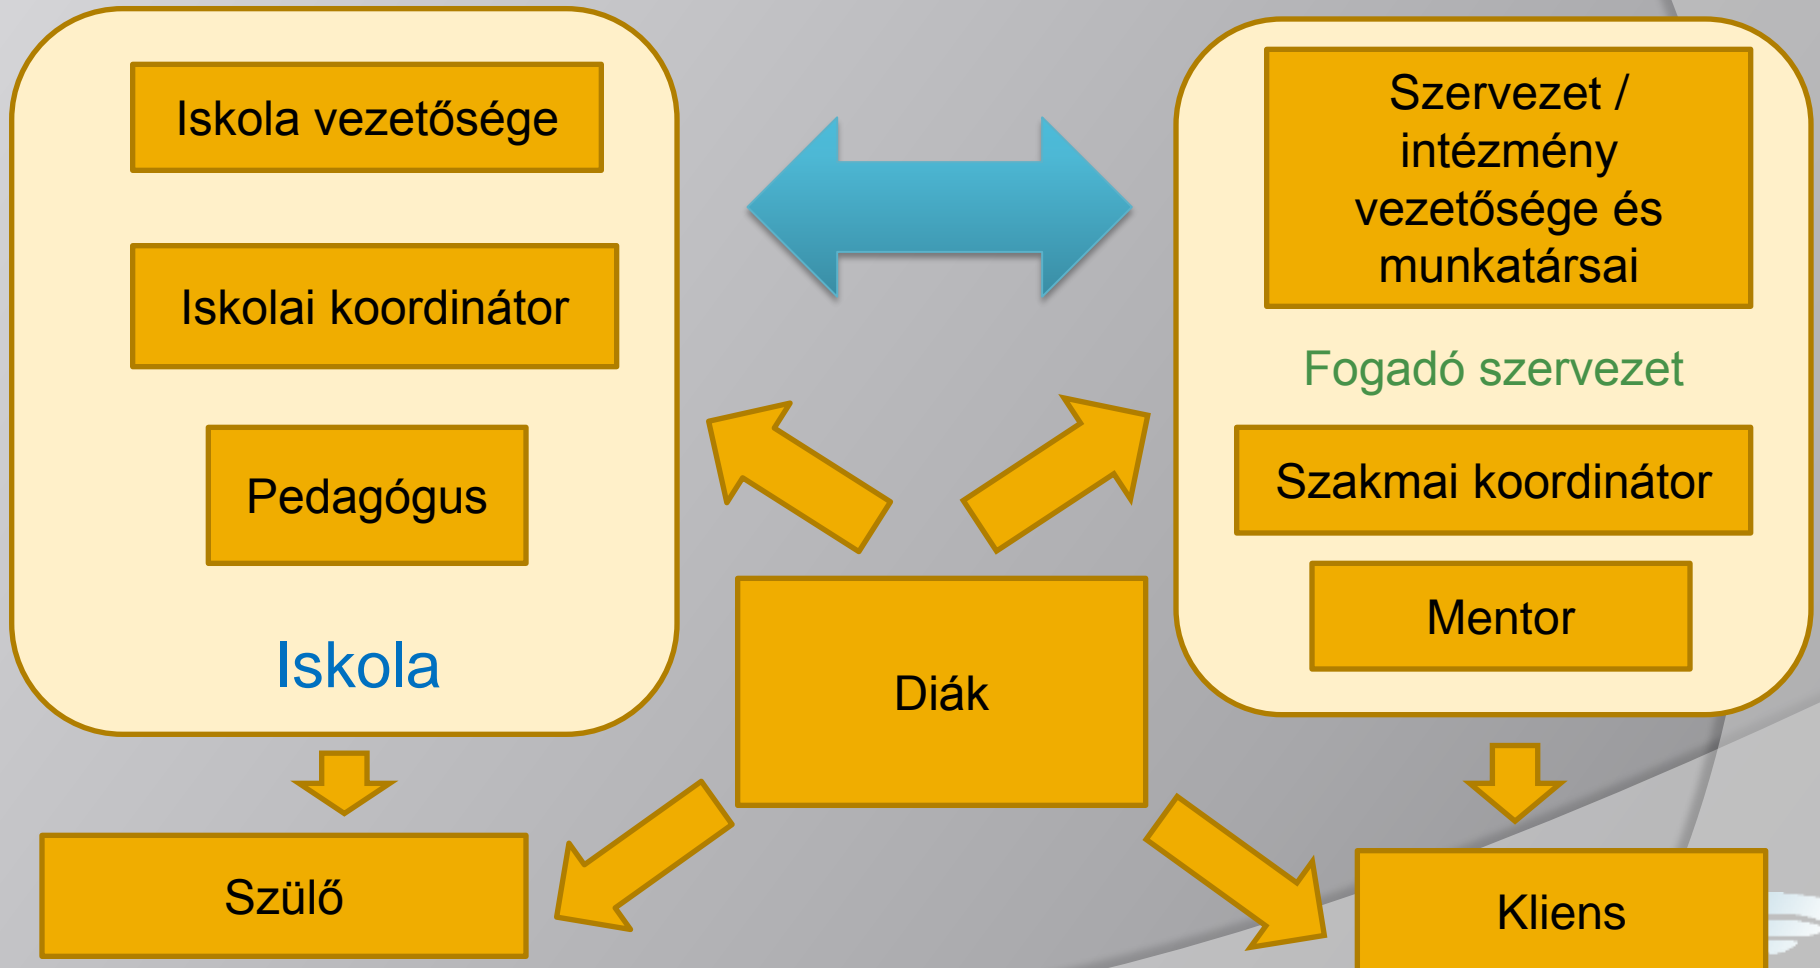 Iskola vezetősége
Iskolai koordinátor
Pedagógus
Iskola
Szervezet /
intézmény
vezetősége és
munkatársai
Fogadó szervezet
Szakmai koordinátor
Mentor
Diák
Szülő
Kliens